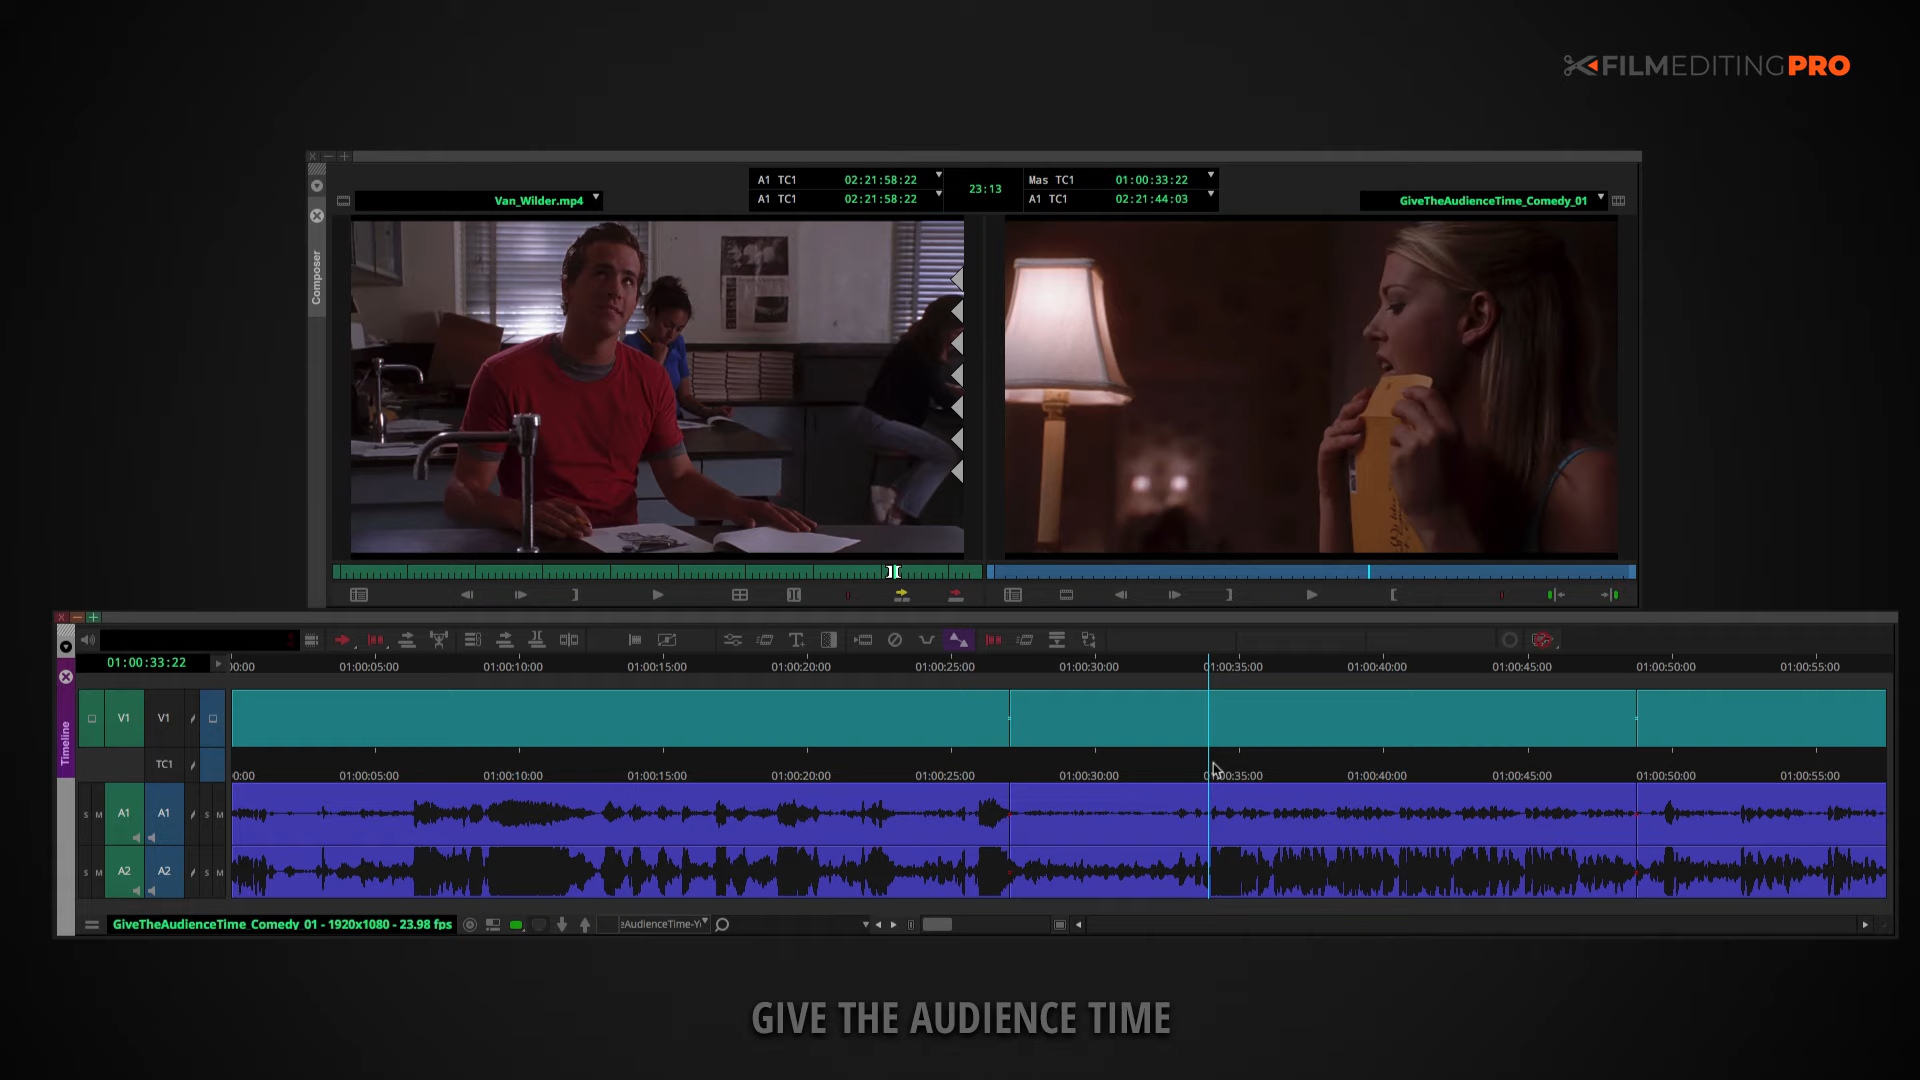 FILMEDITINGPRO
A1 TC1 02:21:58:22
A1 TC1 02:21:58:22
23:13
Mas TC1 01:00:33:22
A1 TC1 02:21:44:03
Van_Wilder.mp4
GiveTheAudienceTime_Comedy_01
Composer
01:00:33:22
00:00 01:00:05:00 01:00:10:00 01:00:15:00 01:00:20:00 01:00:25:00 01:00:30:00 01:00:35:00 01:00:40:00 01:00:45:00 01:00:50:00 01:00:55:00
Timeline
V1 V1
TC1
00:00 01:00:05:00 01:00:10:00 01:00:15:00 01:00:20:00 01:00:25:00 01:00:30:00 01:00:35:00 01:00:40:00 01:00:45:00 01:00:50:00 01:00:55:00
S M A1 A1 S M
S M A2 A2 S M
GiveTheAudienceTime_Comedy_01 - 1920x1080 - 23.98 fps
AudienceTime-Y
GIVE THE AUDIENCE TIME